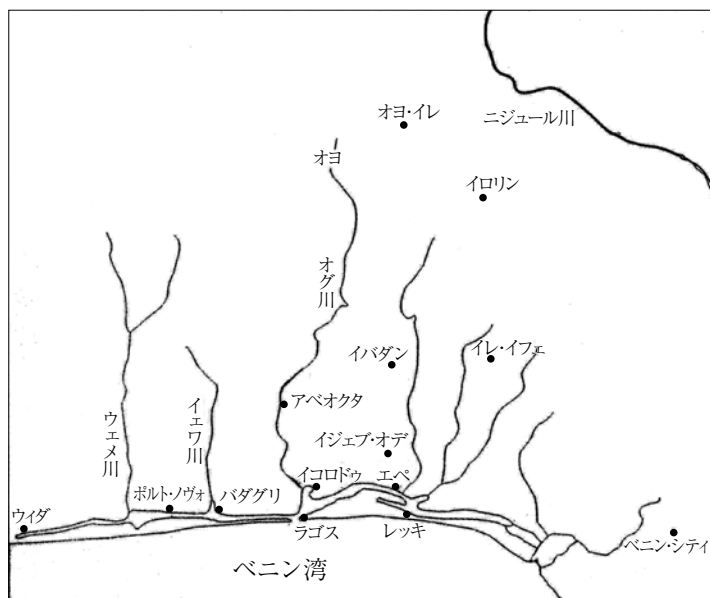 オヨ・イレ
ニジュール川
オヨ
イロリン
オグ川
イバダン
イレ・イフェ
アベオクタ
ウェメ川
イェワ川
イジェブ・オデ
イコロドゥ
エペ
ポルト・ノヴォ
バダグリ
ウィダ
ラゴス
レッキ
ベニン・シティ
ベニン湾